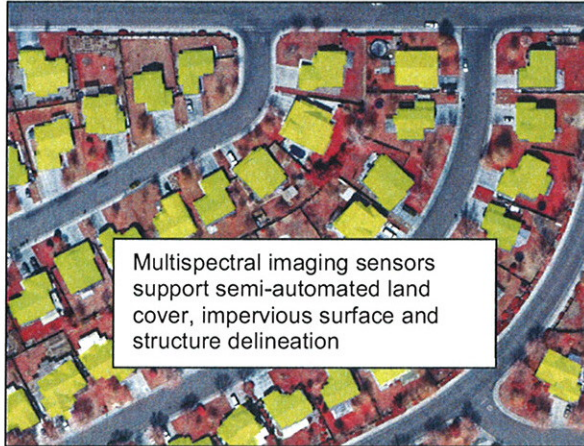 Multispectral imaging sensors
support semi-automated land
cover, impervious surface and
structure delineation